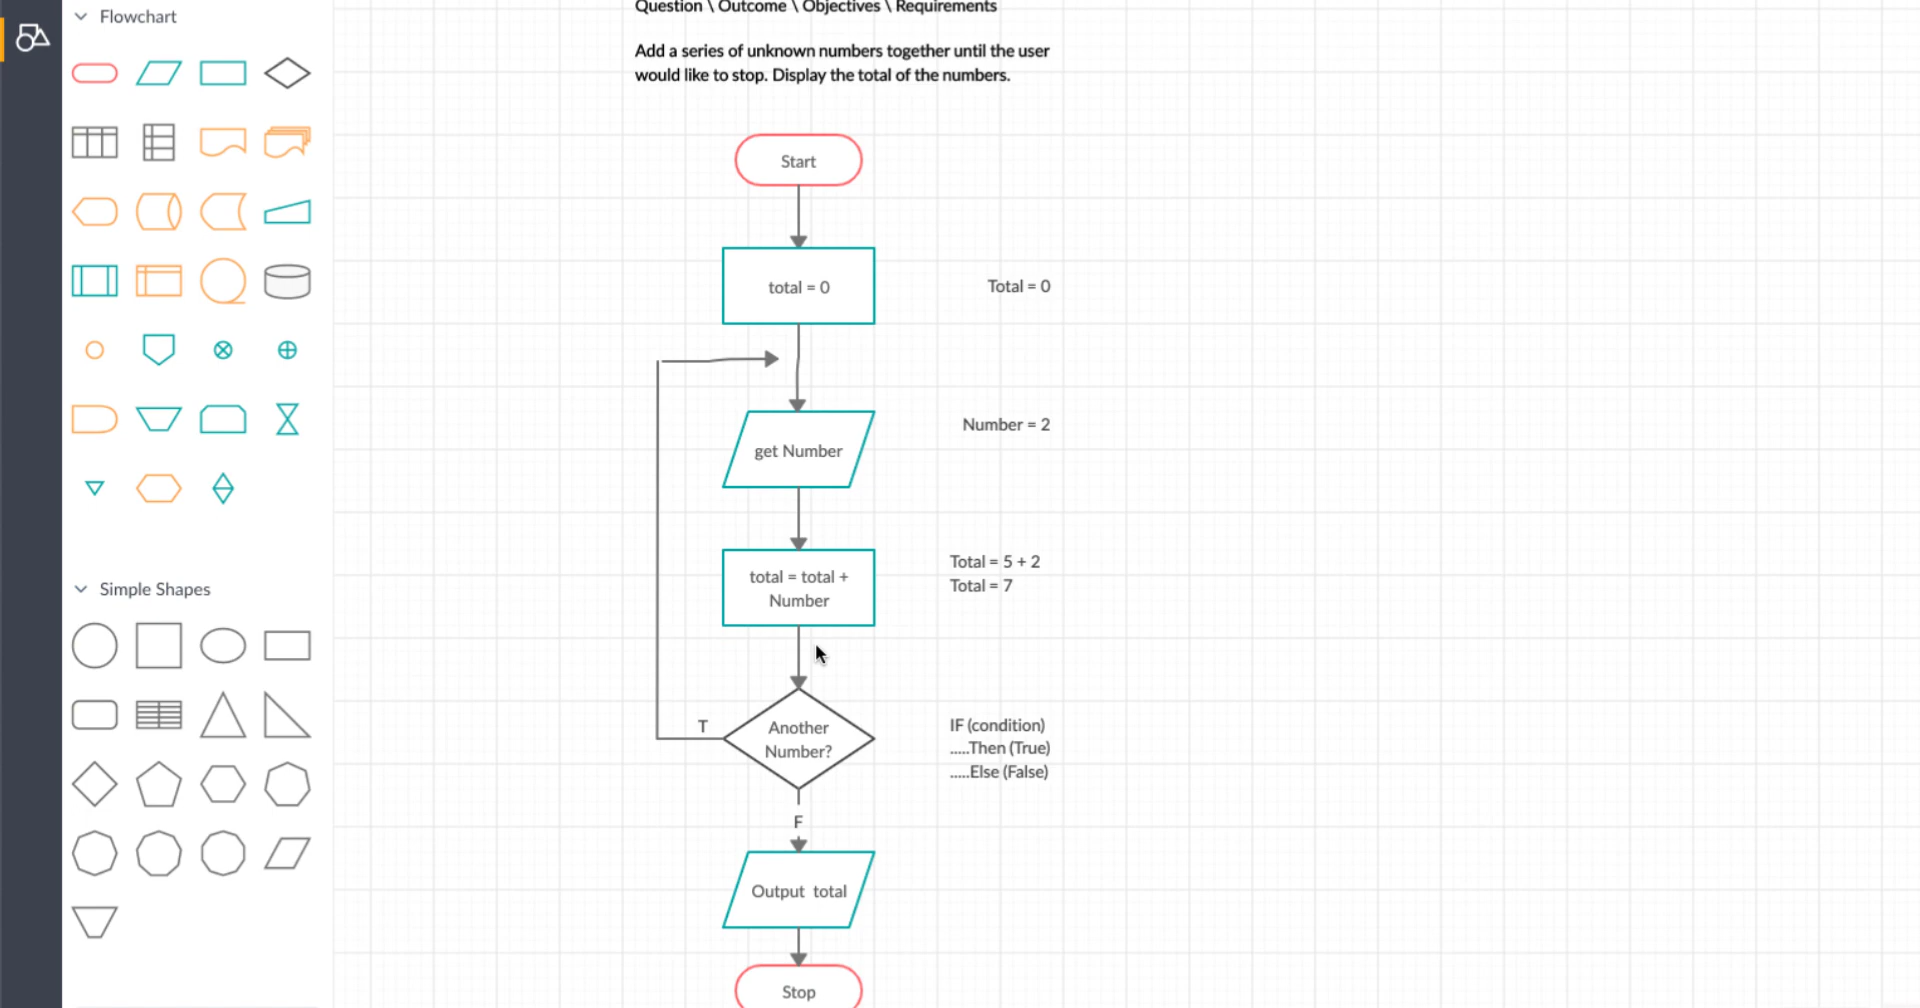 Flowchart
Simple Shapes
Question \ Outcome \ Objectives \ Requirements
Add a series of unknown numbers together until the user
would like to stop. Display the total of the numbers.
Start
total = 0
Total = 0
get Number
Number = 2
total = total +
Number
Total = 5 + 2
Total = 7
T
Another
Number?
IF (condition)
.....Then (True)
.....Else (False)
F
Output  total
Stop